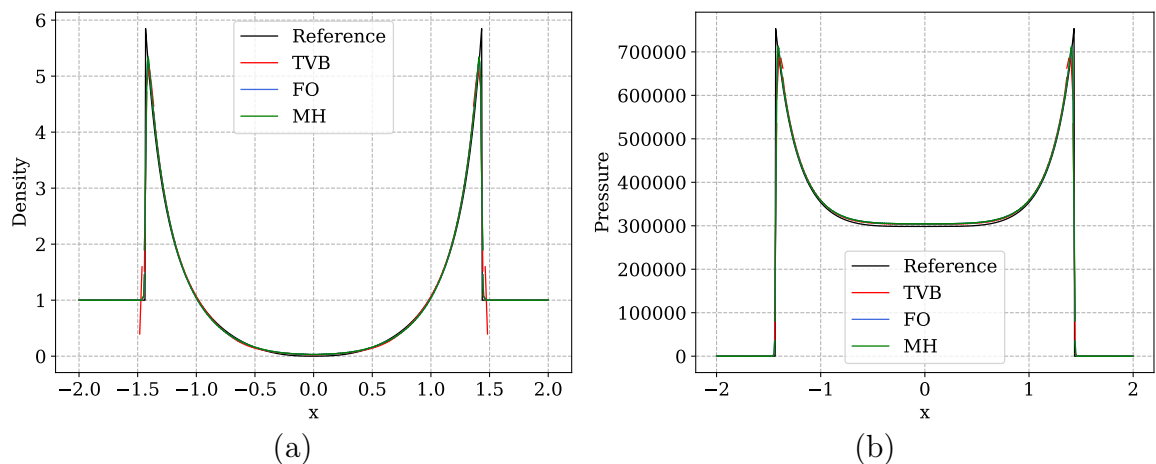 6
5
4
3
2
1
0
Density
Reference
TVB
FO
MH
−2.0 −1.5 −1.0 −0.5 0.0 0.5 1.0 1.5 2.0
x
(a)
700000
600000
500000
400000
300000
200000
100000
0
Pressure
Reference
TVB
FO
MH
−2 −1 0 1 2
x
(b)